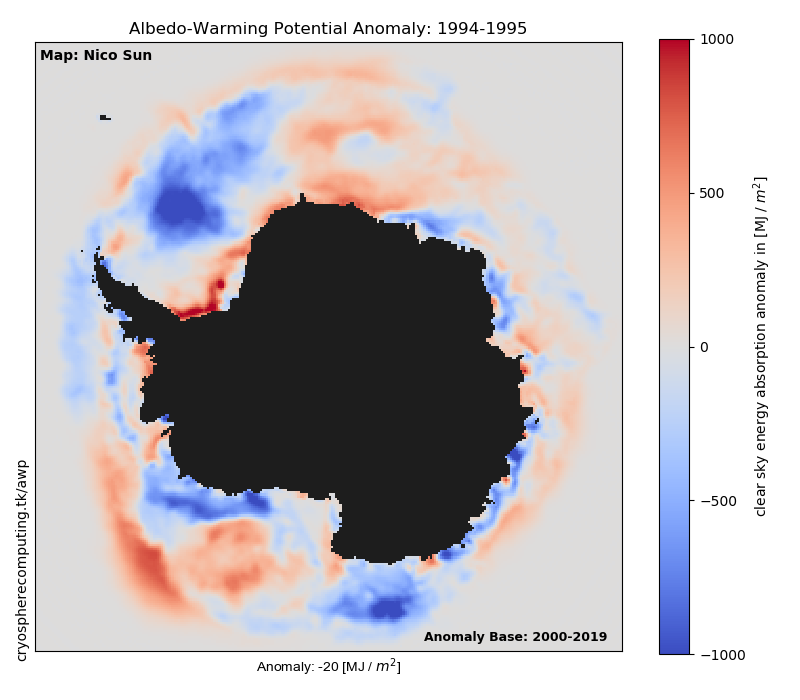 Albedo-Warming Potential Anomaly: 1994-1995
Map: Nico Sun
cryospherecomputing.tk/awp
Anomaly Base: 2000-2019
Anomaly: -20 [MJ / m²]
1000
500
0
−500
−1000
clear sky energy absorption anomaly in [MJ / m²]